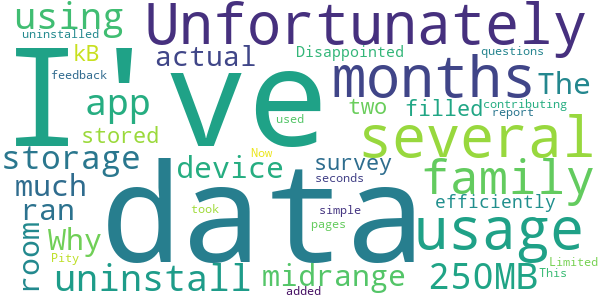 using
Unfortunately
uninstalled
kB
actual
Disappointed
questions
I've
months
feedback
The
app
two
filled
contributing
report
stored
used
several
storage
Now
device
survey
family
much
seconds
data
efficiently
ran
took
simple
usage
room
Why
pages
Pity
Limited
uninstall
midrange
250MB
This
added